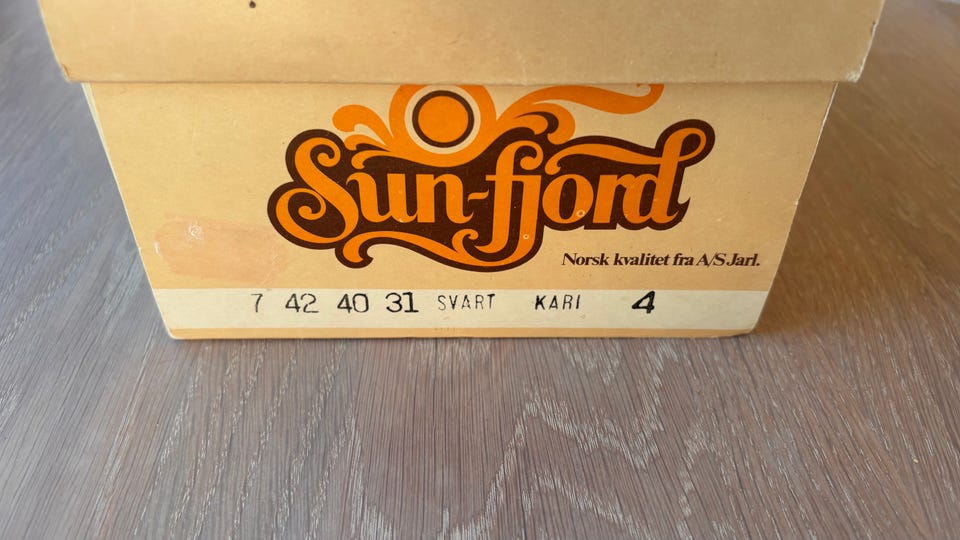 Sun-fjord
Norsk kvalitet fra A/S Jarl.
7 42 40 31 SVART KARI 4